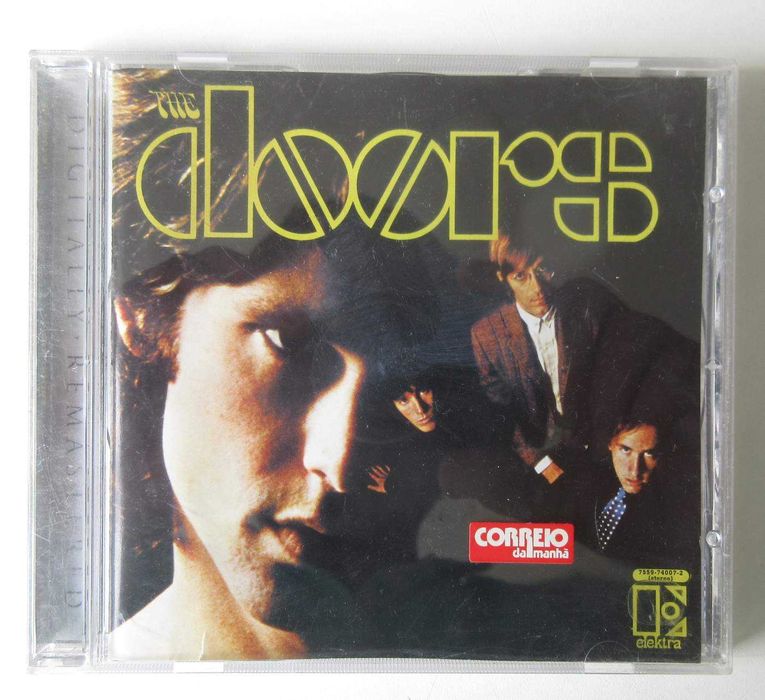 THE
doors
DIGITALLY · REMASTERED
CORREIO
da manhã
7559-74007-2
(stereo)
elektra